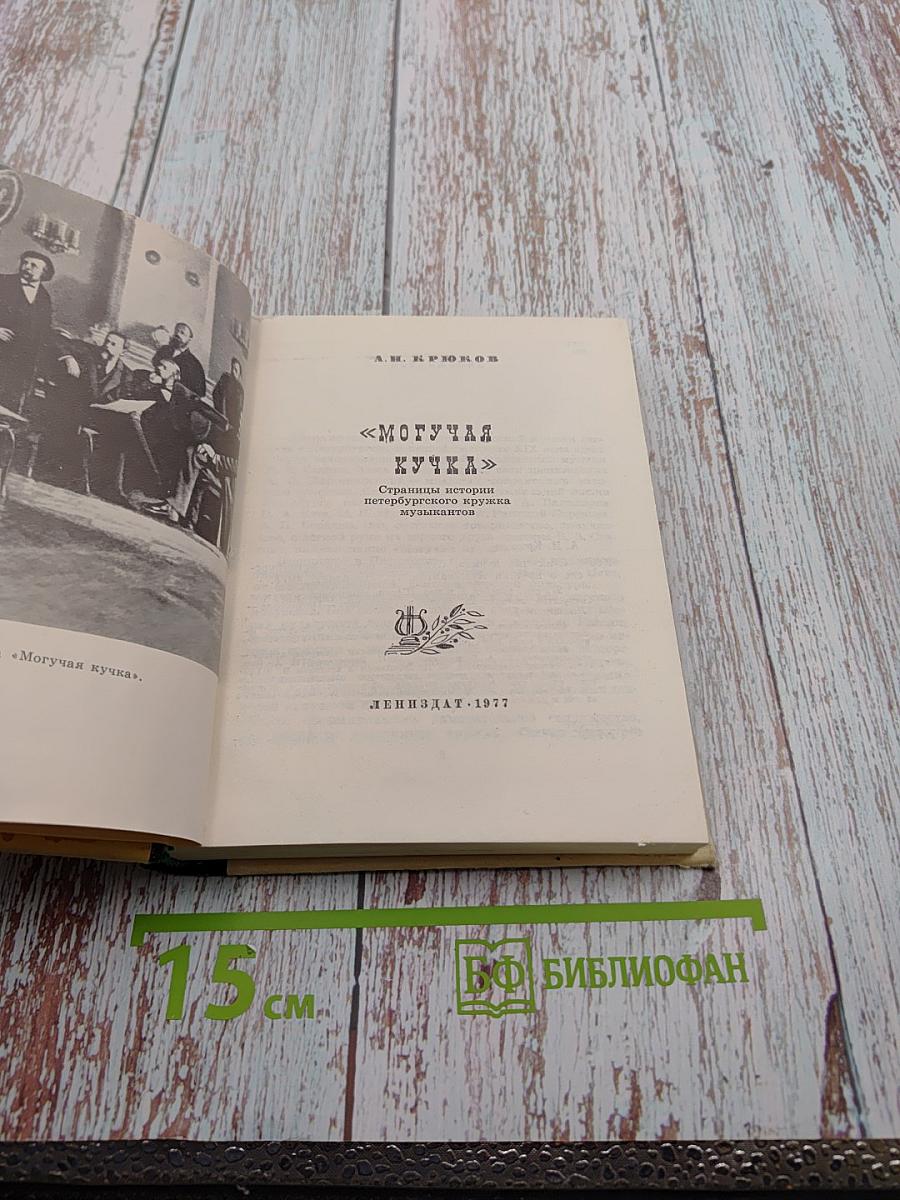 А.Н. КРЮКОВ
«МОГУЧАЯ
КУЧКА»
Страницы истории
петербургского кружка
музыкантов
ЛЕНИЗДАТ · 1977
«Могучая кучка».
15 см
БФ БИБЛИОФАН